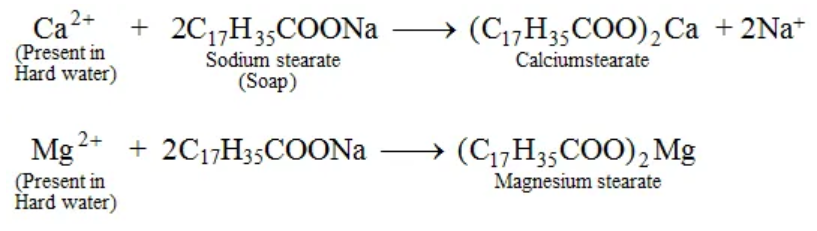 Ca²⁺ + 2C₁₇H₃₅COONa ⟶ (C₁₇H₃₅COO)₂Ca + 2Na⁺
(Present in Hard water) Sodium stearate (Soap) Calciumstearate
Mg²⁺ + 2C₁₇H₃₅COONa ⟶ (C₁₇H₃₅COO)₂Mg
(Present in Hard water) Magnesium stearate